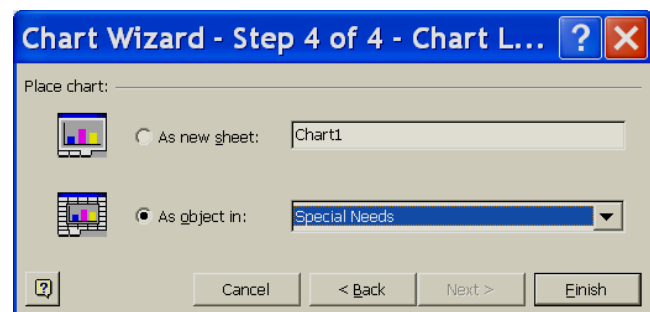 Chart Wizard - Step 4 of 4 - Chart L... ? X
Place chart:
As new sheet: Chart1
As object in: Special Needs
? Cancel < Back Next > Finish